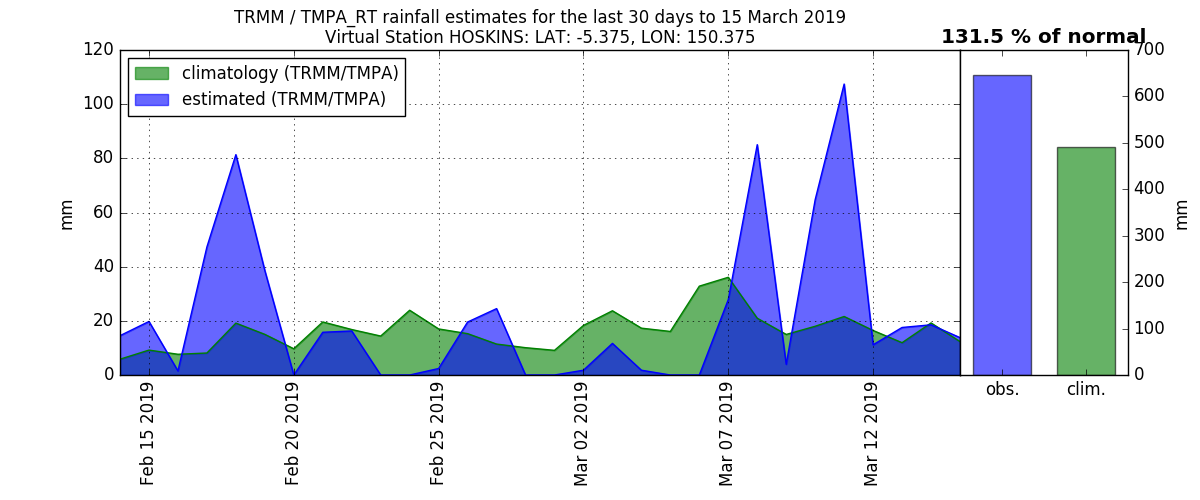 TRMM / TMPA_RT rainfall estimates for the last 30 days to 15 March 2019
Virtual Station HOSKINS: LAT: -5.375, LON: 150.375
131.5 % of normal
climatology (TRMM/TMPA)
estimated (TRMM/TMPA)
120
100
80
60
40
20
0
mm
Feb 15 2019
Feb 20 2019
Feb 25 2019
Mar 02 2019
Mar 07 2019
Mar 12 2019
obs.
clim.
700
600
500
400
300
200
100
0
mm